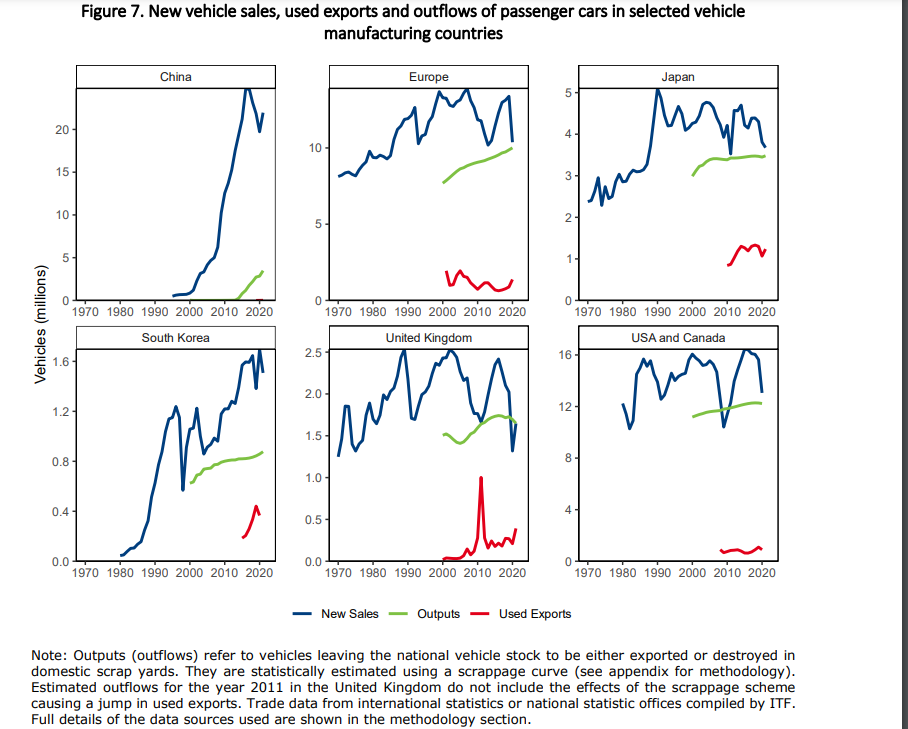 Figure 7. New vehicle sales, used exports and outflows of passenger cars in selected vehicle
manufacturing countries
Vehicles (millions)
China
20
15
10
5
0
1970 1980 1990 2000 2010 2020
Europe
10
5
0
1970 1980 1990 2000 2010 2020
Japan
5
4
3
2
1
0
1970 1980 1990 2000 2010 2020
South Korea
1.6
1.2
0.8
0.4
0.0
1970 1980 1990 2000 2010 2020
United Kingdom
2.5
2.0
1.5
1.0
0.5
0.0
1970 1980 1990 2000 2010 2020
USA and Canada
16
12
8
4
0
1970 1980 1990 2000 2010 2020
New Sales Outputs Used Exports
Note: Outputs (outflows) refer to vehicles leaving the national vehicle stock to be either exported or destroyed in
domestic scrap yards. They are statistically estimated using a scrappage curve (see appendix for methodology).
Estimated outflows for the year 2011 in the United Kingdom do not include the effects of the scrappage scheme
causing a jump in used exports. Trade data from international statistics or national statistic offices compiled by ITF.
Full details of the data sources used are shown in the methodology section.